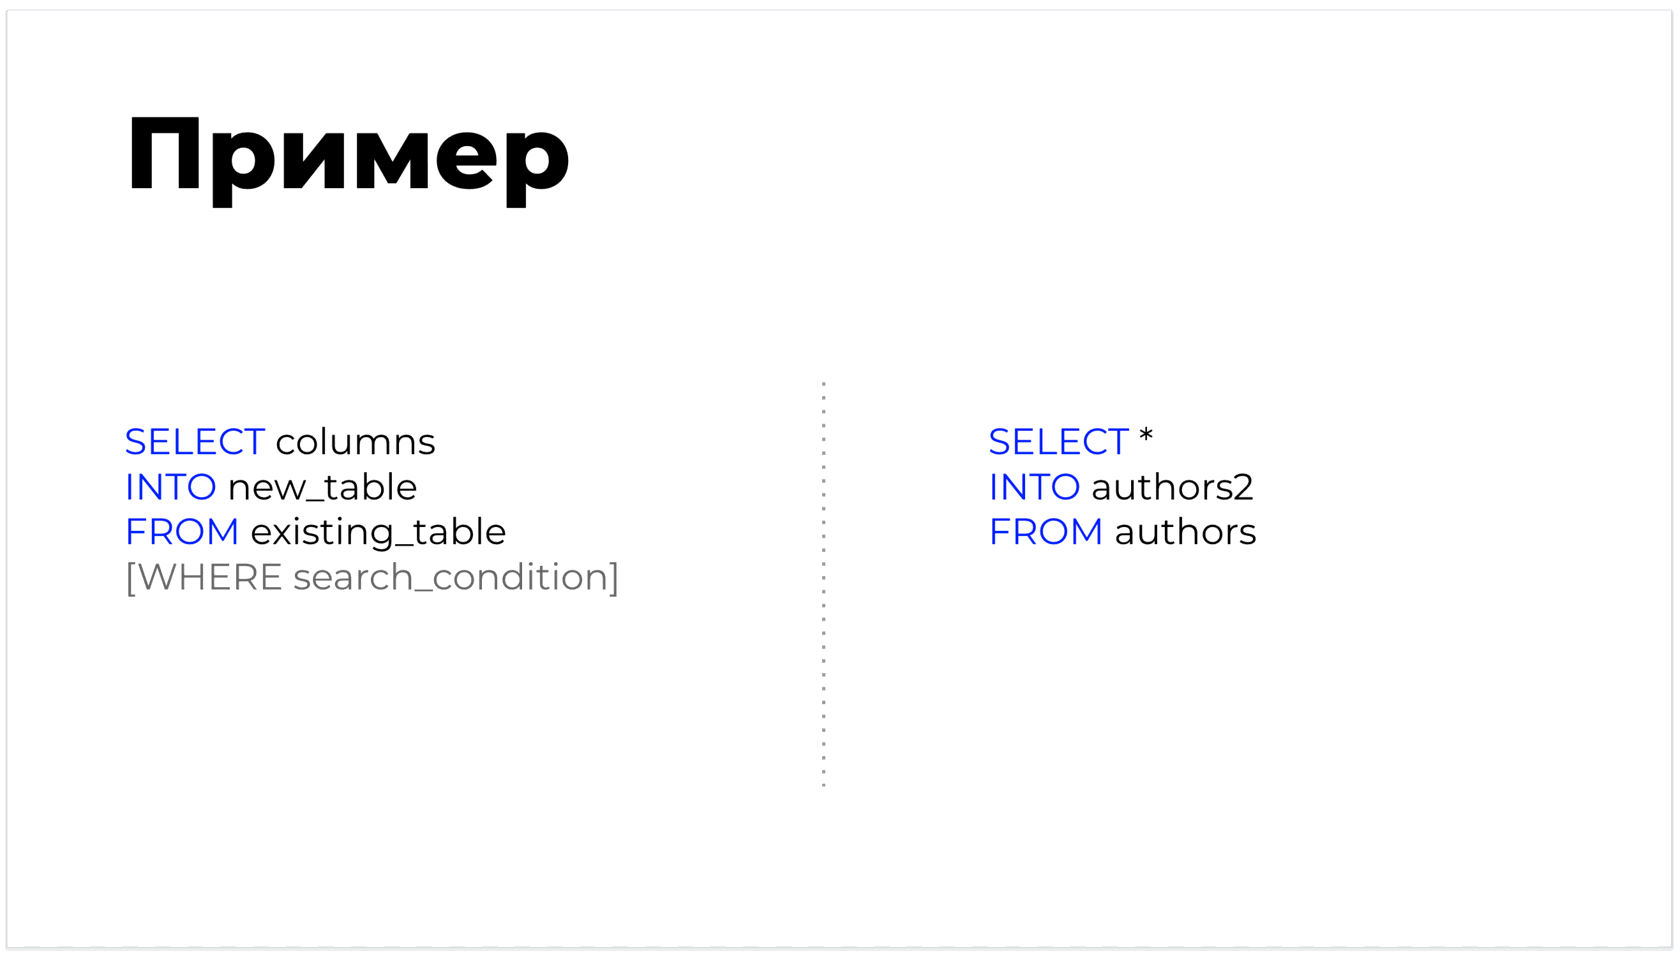 Пример
SELECT columns
INTO new_table
FROM existing_table
[WHERE search_condition]
SELECT *
INTO authors2
FROM authors